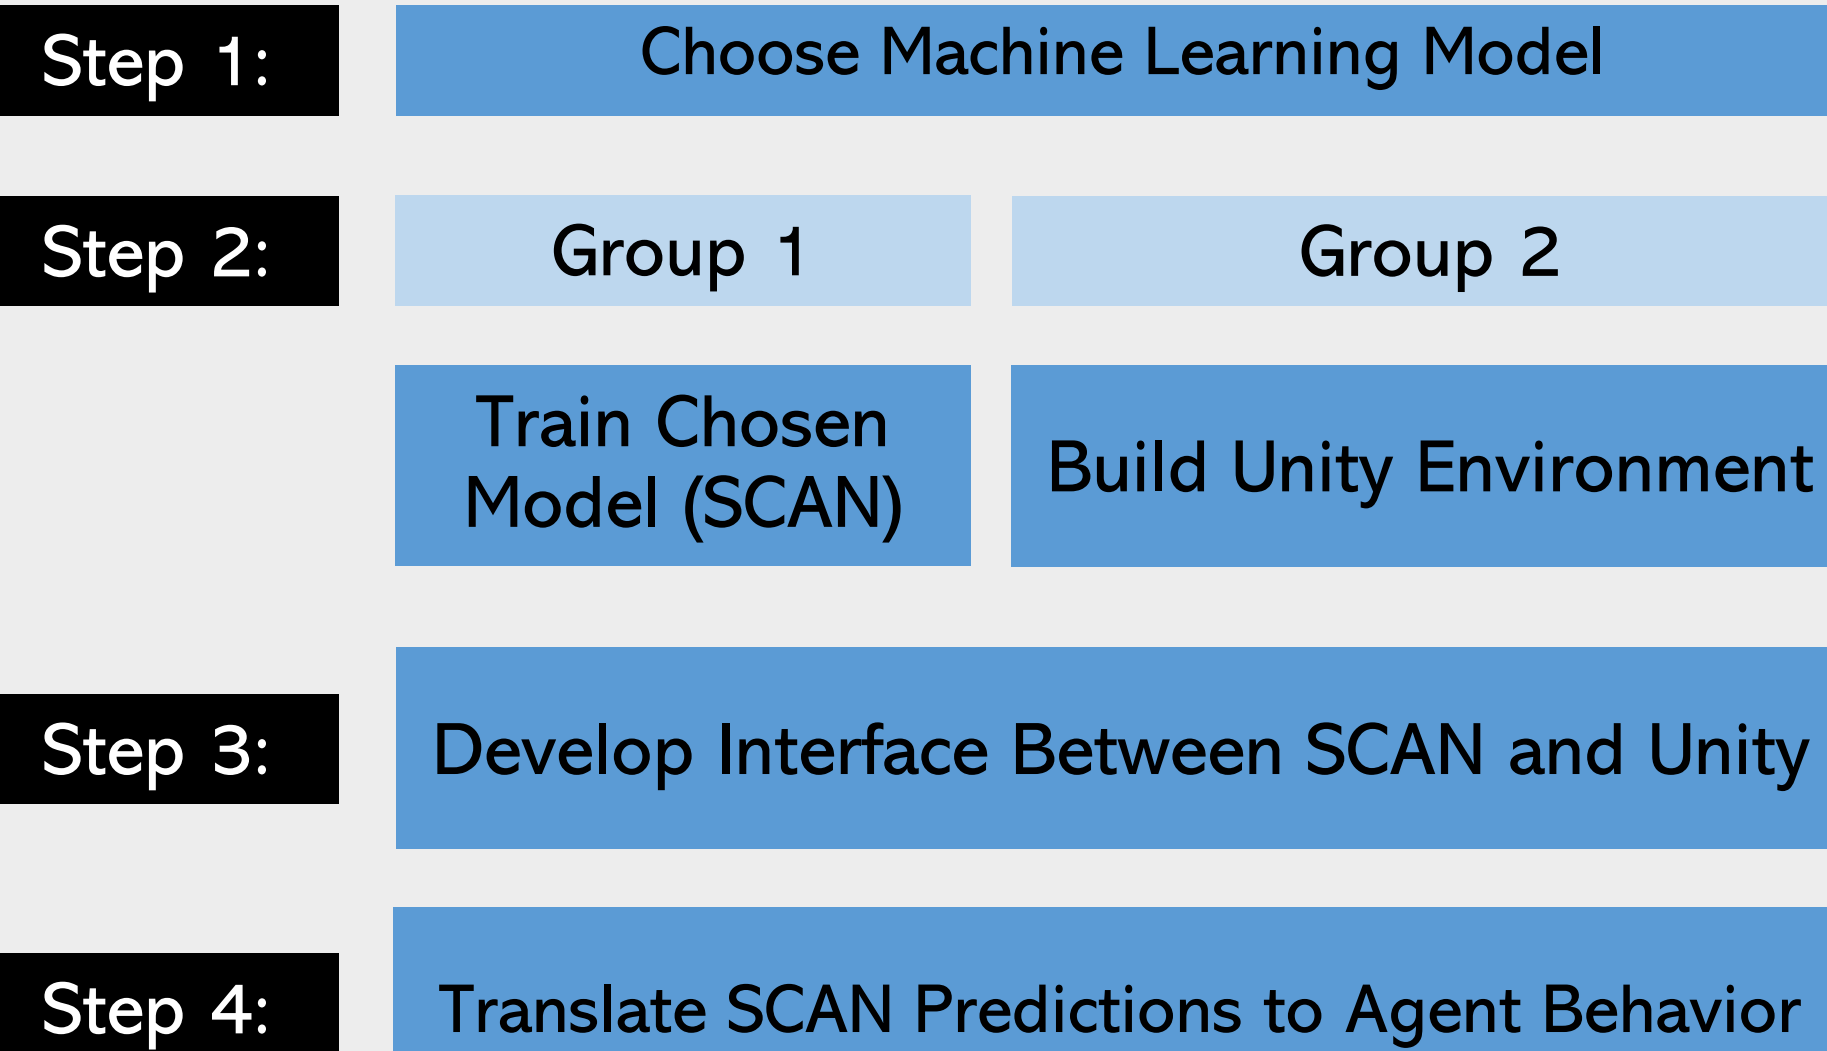 Step 1:
Choose Machine Learning Model
Step 2:
Group 1
Group 2
Train Chosen
Model (SCAN)
Build Unity Environment
Step 3:
Develop Interface Between SCAN and Unity
Step 4:
Translate SCAN Predictions to Agent Behavior